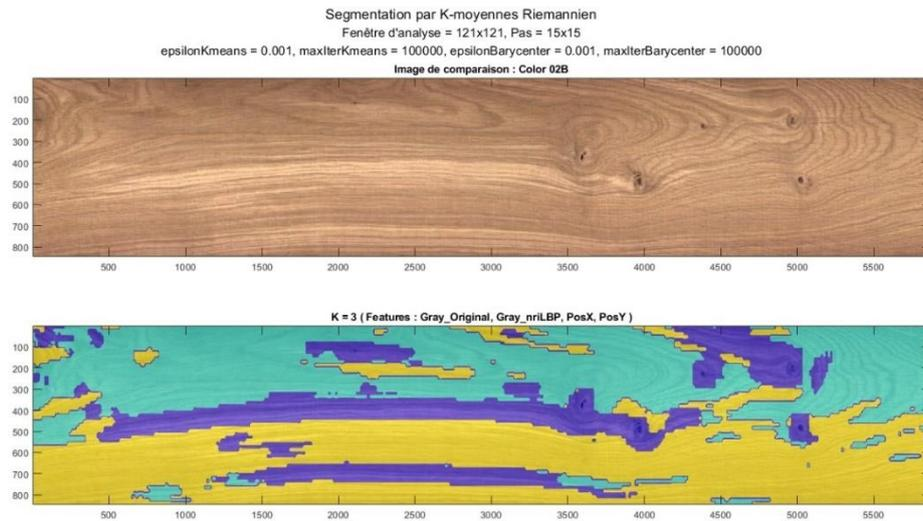 Segmentation par K-moyennes Riemannien
Fenêtre d'analyse = 121x121, Pas = 15x15
epsilonKmeans = 0.001, maxIterKmeans = 100000, epsilonBarycenter = 0.001, maxIterBarycenter = 100000
Image de comparaison : Color 02B
100
200
300
400
500
600
700
800
500 1000 1500 2000 2500 3000 3500 4000 4500 5000 5500
K = 3 ( Features : Gray_Original, Gray_nriLBP, PosX, PosY )
100
200
300
400
500
600
700
800
500 1000 1500 2000 2500 3000 3500 4000 4500 5000 5500